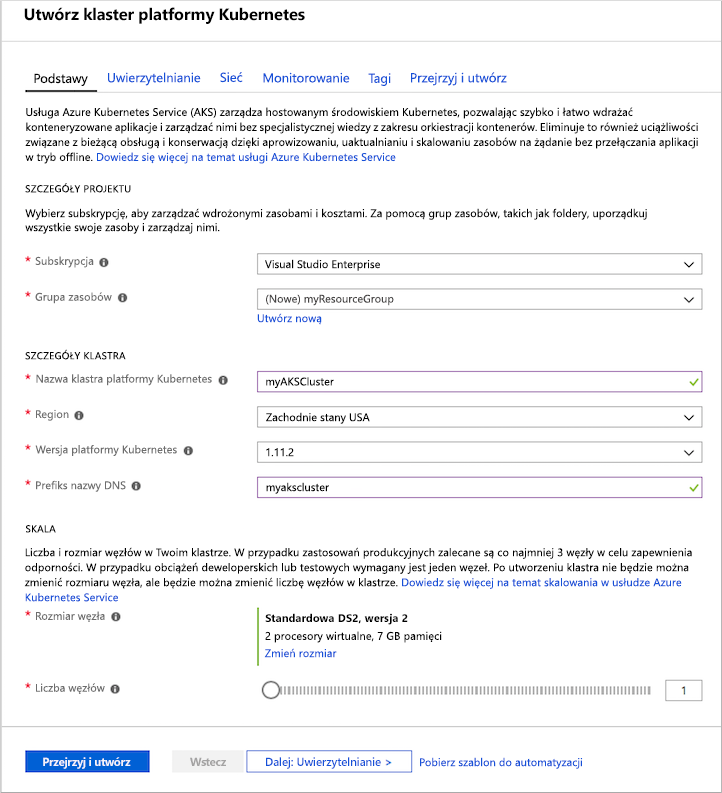 Utwórz klaster platformy Kubernetes
Podstawy Uwierzytelnianie Sieć Monitorowanie Tagi Przejrzyj i utwórz
Usługa Azure Kubernetes Service (AKS) zarządza hostowanym środowiskiem Kubernetes, pozwalając szybko i łatwo wdrażać
konteneryzowane aplikacje i zarządzać nimi bez specjalistycznej wiedzy z zakresu orkiestracji kontenerów. Eliminuje to również uciążliwości
związane z bieżącą obsługą i konserwacją dzięki aprowizowaniu, uaktualnianiu i skalowaniu zasobów na żądanie bez przełączania aplikacji
w tryb offline. Dowiedz się więcej na temat usługi Azure Kubernetes Service
SZCZEGÓŁY PROJEKTU
Wybierz subskrypcję, aby zarządzać wdrożonymi zasobami i kosztami. Za pomocą grup zasobów, takich jak foldery, uporządkuj
wszystkie swoje zasoby i zarządzaj nimi.
* Subskrypcja Visual Studio Enterprise
* Grupa zasobów (Nowe) myResourceGroup
Utwórz nową
SZCZEGÓŁY KLASTRA
* Nazwa klastra platformy Kubernetes myAKSCluster
* Region Zachodnie stany USA
* Wersja platformy Kubernetes 1.11.2
* Prefiks nazwy DNS myakscluster
SKALA
Liczba i rozmiar węzłów w Twoim klastrze. W przypadku zastosowań produkcyjnych zalecane są co najmniej 3 węzły w celu zapewnienia
odporności. W przypadku obciążeń deweloperskich lub testowych wymagany jest jeden węzeł. Po utworzeniu klastra nie będzie można
zmienić rozmiaru węzła, ale będzie można zmienić liczbę węzłów w klastrze. Dowiedz się więcej na temat skalowania w usłudze Azure
Kubernetes Service
* Rozmiar węzła Standardowa DS2, wersja 2
2 procesory wirtualne, 7 GB pamięci
Zmień rozmiar
* Liczba węzłów 1
Przejrzyj i utwórz Wstecz Dalej: Uwierzytelnianie > Pobierz szablon do automatyzacji